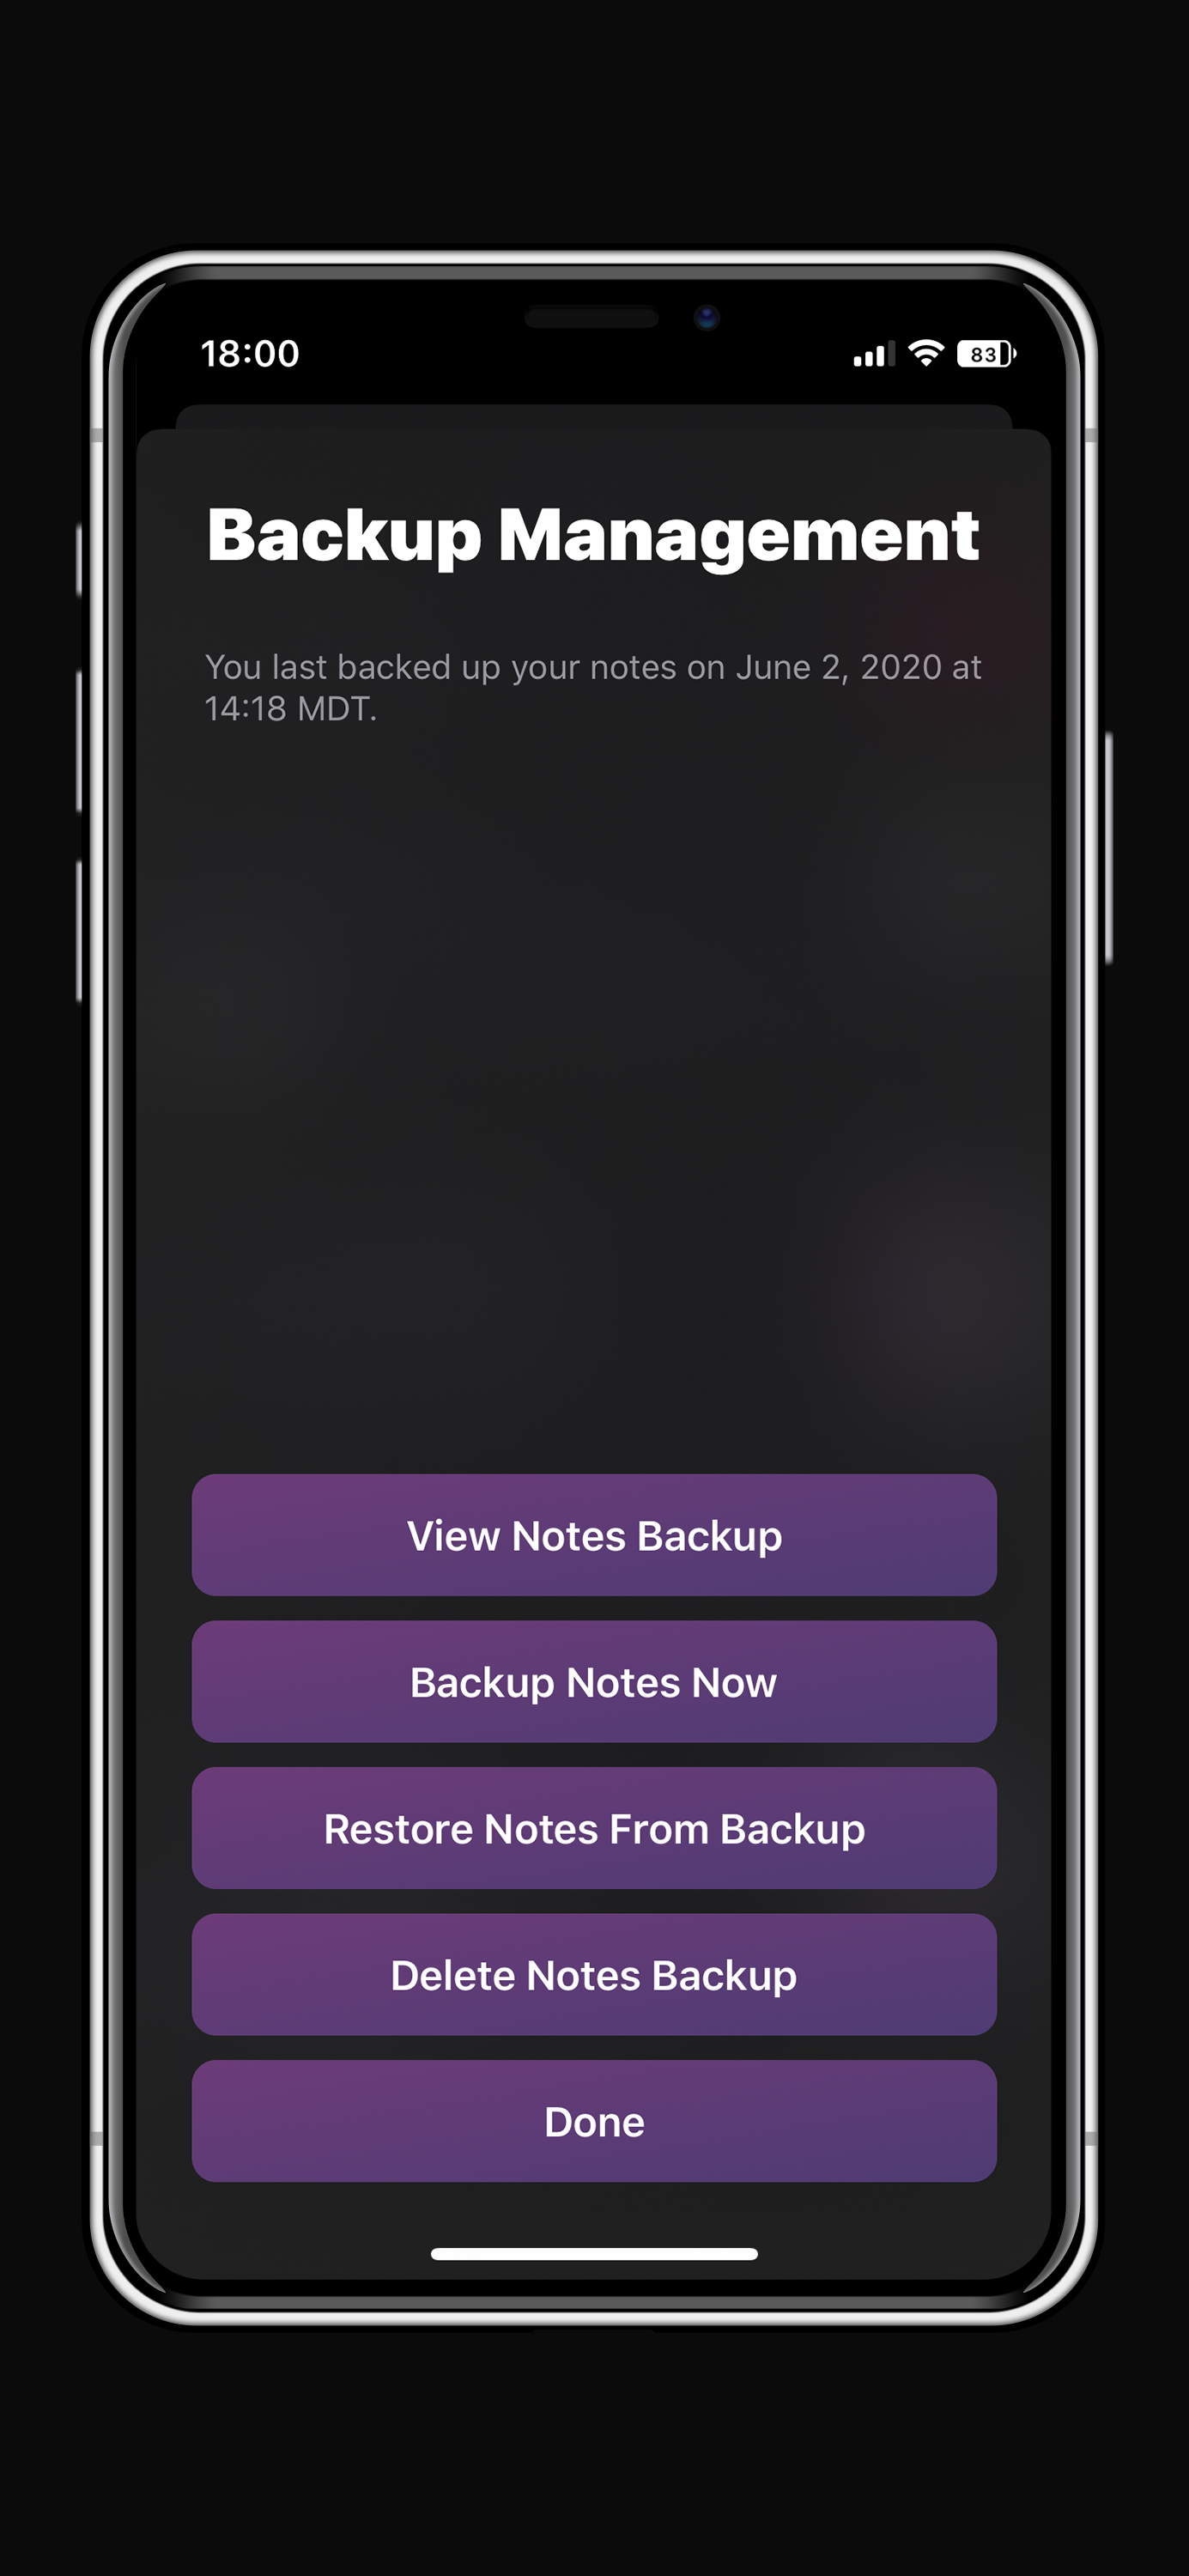 18:00
83
Backup Management
You last backed up your notes on June 2, 2020 at
14:18 MDT.
View Notes Backup
Backup Notes Now
Restore Notes From Backup
Delete Notes Backup
Done